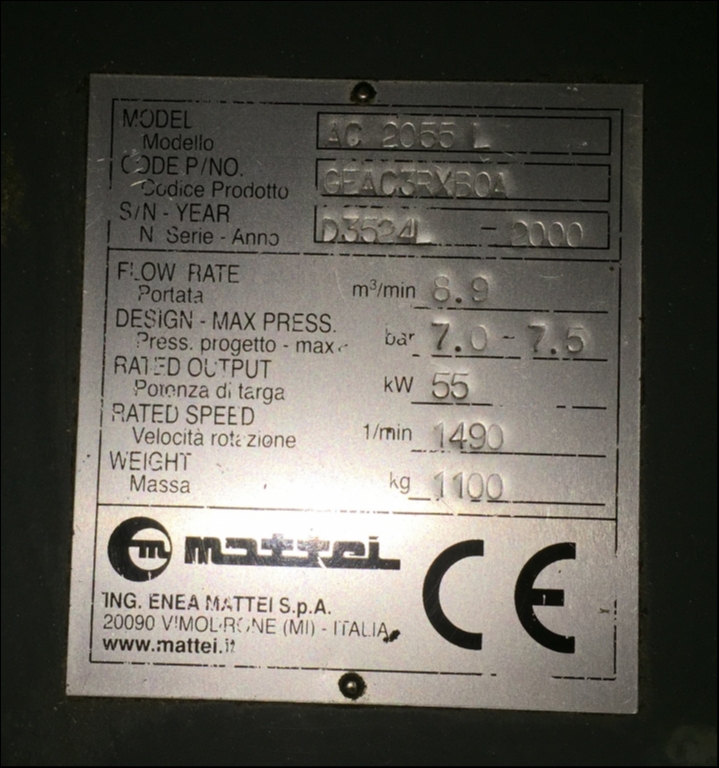 MODEL AC 2055 L
Modello
CODE P/NO. GEAC3RXB0A
Codice Prodotto
S/N - YEAR D3524L - 2000
N. Serie - Anno
FLOW RATE m³/min 8.9
Portata
DESIGN - MAX PRESS. bar 7.0 - 7.5
Press. progetto - max.
RATED OUTPUT kW 55
Potenza di targa
RATED SPEED 1/min 1490
Velocità rotazione
WEIGHT kg 1100
Massa
m mattei CE
ING. ENEA MATTEI S.p.A.
20090 VIMODRONE (MI) - ITALIA
www.mattei.it